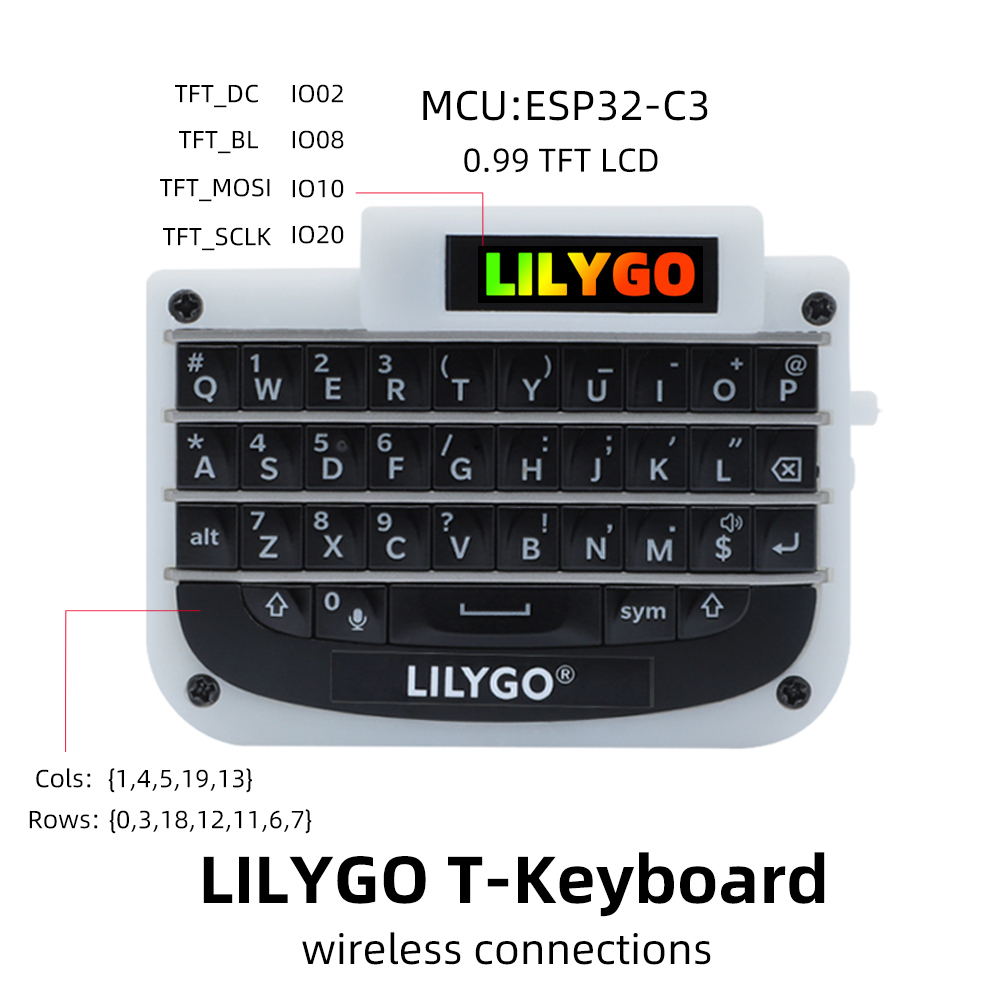 TFT_DC IO02
TFT_BL IO08
TFT_MOSI IO10
TFT_SCLK IO20
MCU:ESP32-C3
0.99 TFT LCD
LILYGO
# Q 1 W 2 E 3 R ( T ) Y _ U - I + O @ P
* A 4 S 5 D 6 F / G : H ; J ' K " L
alt 7 Z 8 X 9 C ? V ! B , N . M $
0 sym
LILYGO®
Cols: {1,4,5,19,13}
Rows: {0,3,18,12,11,6,7}
LILYGO T-Keyboard
wireless connections